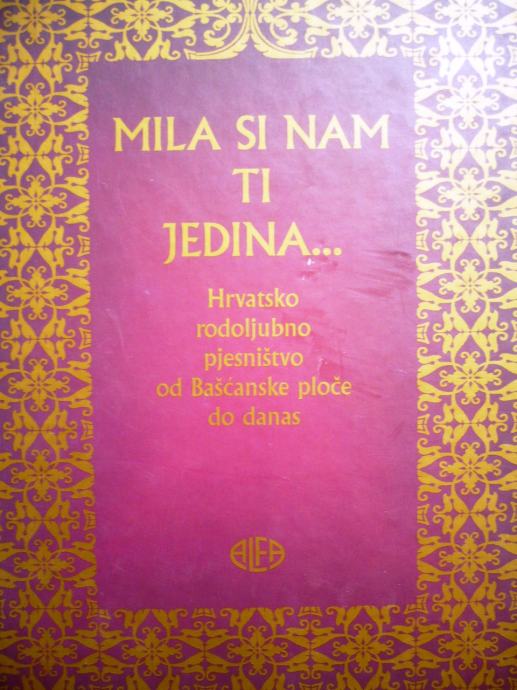 MILA SI NAM
TI
JEDINA...
Hrvatsko
rodoljubno
pjesništvo
od Bašćanske ploče
do danas
ALFA